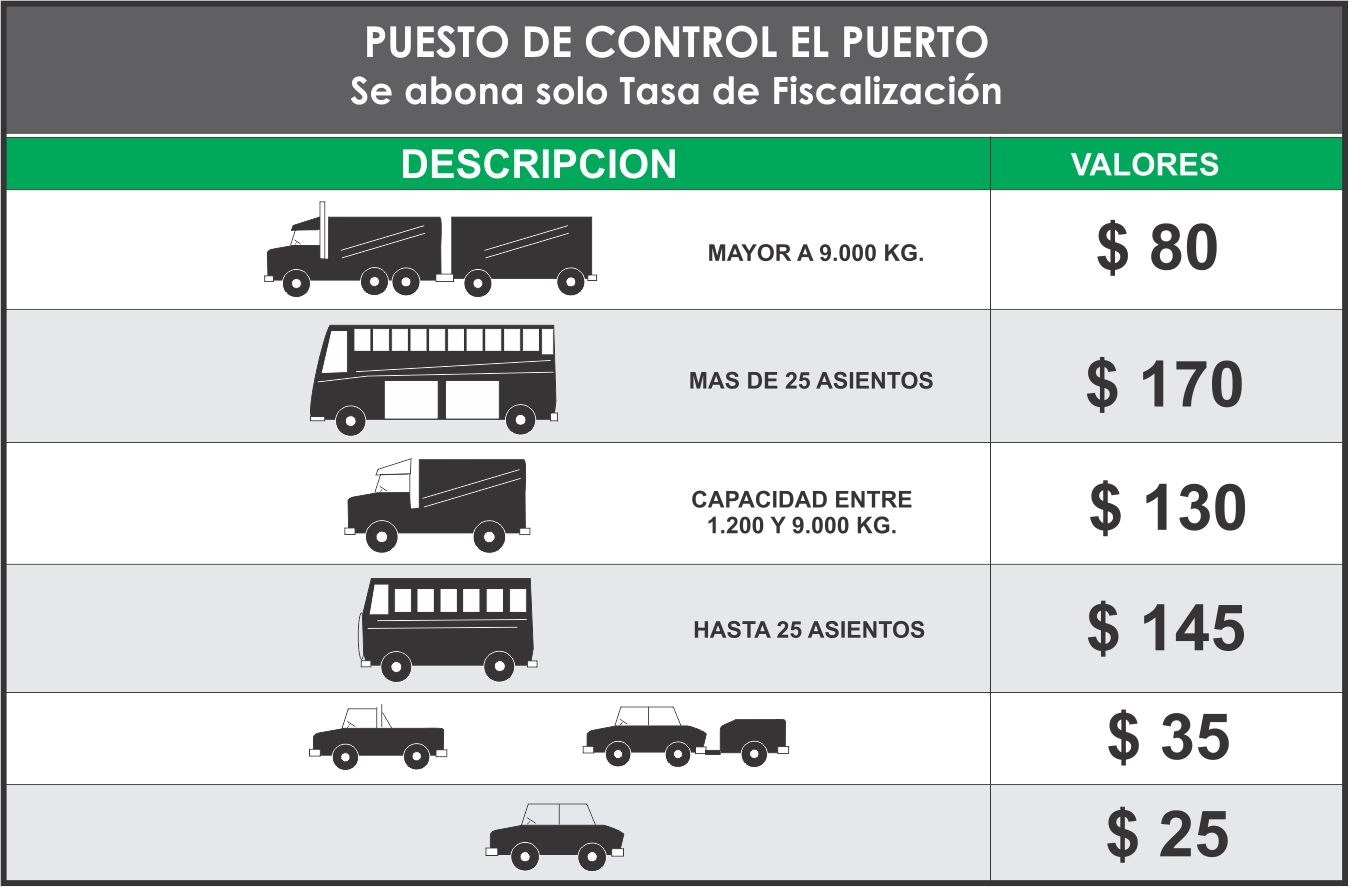 PUESTO DE CONTROL EL PUERTO
Se abona solo Tasa de Fiscalización
DESCRIPCION VALORES
MAYOR A 9.000 KG. $ 80
MAS DE 25 ASIENTOS $ 170
CAPACIDAD ENTRE
1.200 Y 9.000 KG. $ 130
HASTA 25 ASIENTOS $ 145
$ 35
$ 25